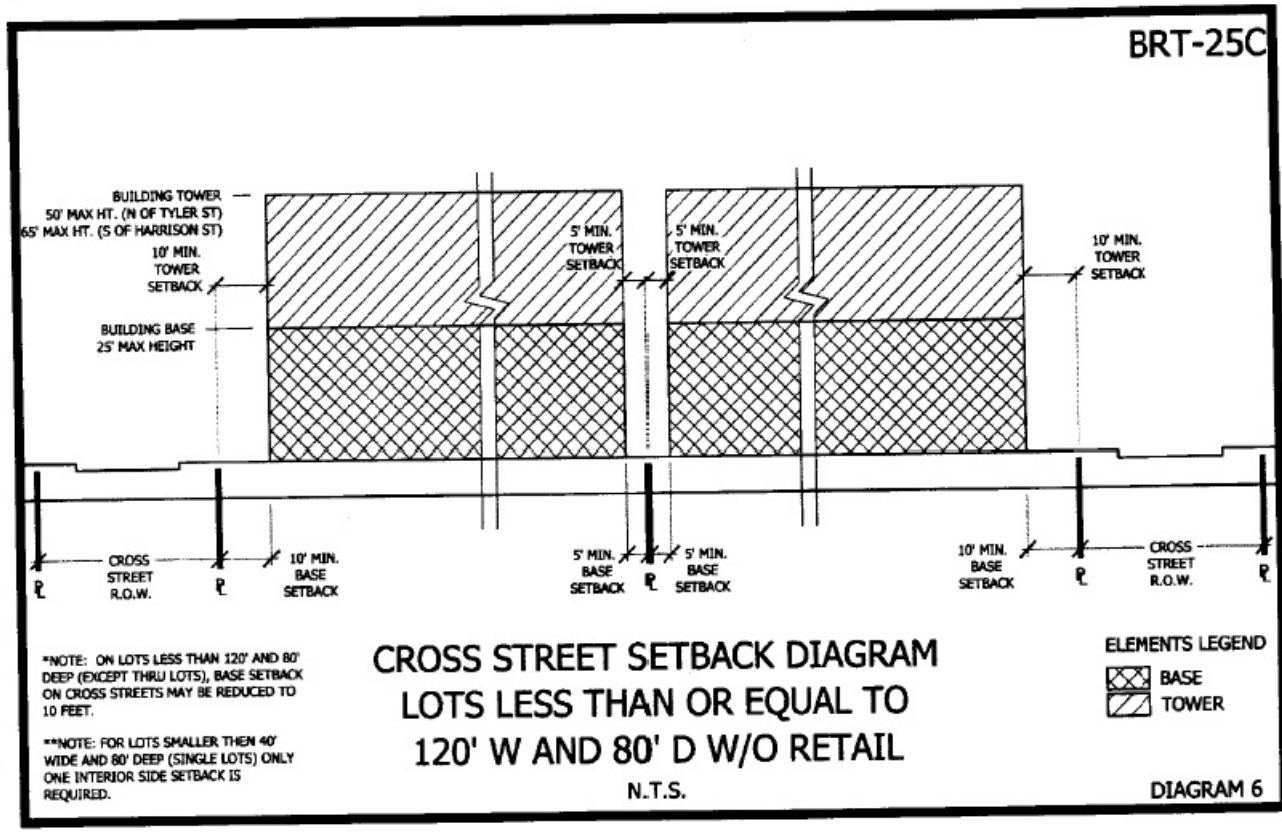 BRT-25C
BUILDING TOWER
50' MAX HT. (N OF TYLER ST)
65' MAX HT. (S OF HARRISON ST)
10' MIN.
TOWER
SETBACK
5' MIN.
TOWER
SETBACK
5' MIN.
TOWER
SETBACK
10' MIN.
TOWER
SETBACK
BUILDING BASE
25' MAX HEIGHT
CROSS
STREET
R.O.W.
10' MIN.
BASE
SETBACK
5' MIN.
BASE
SETBACK
5' MIN.
BASE
SETBACK
10' MIN.
BASE
SETBACK
CROSS
STREET
R.O.W.
℄
℄
℄
℄
℄
*NOTE: ON LOTS LESS THAN 120' AND 80'
DEEP (EXCEPT THRU LOTS), BASE SETBACK
ON CROSS STREETS MAY BE REDUCED TO
10 FEET.
**NOTE: FOR LOTS SMALLER THEN 40'
WIDE AND 80' DEEP (SINGLE LOTS) ONLY
ONE INTERIOR SIDE SETBACK IS
REQUIRED.
CROSS STREET SETBACK DIAGRAM
LOTS LESS THAN OR EQUAL TO
120' W AND 80' D W/O RETAIL
N.T.S.
ELEMENTS LEGEND
BASE
TOWER
DIAGRAM 6